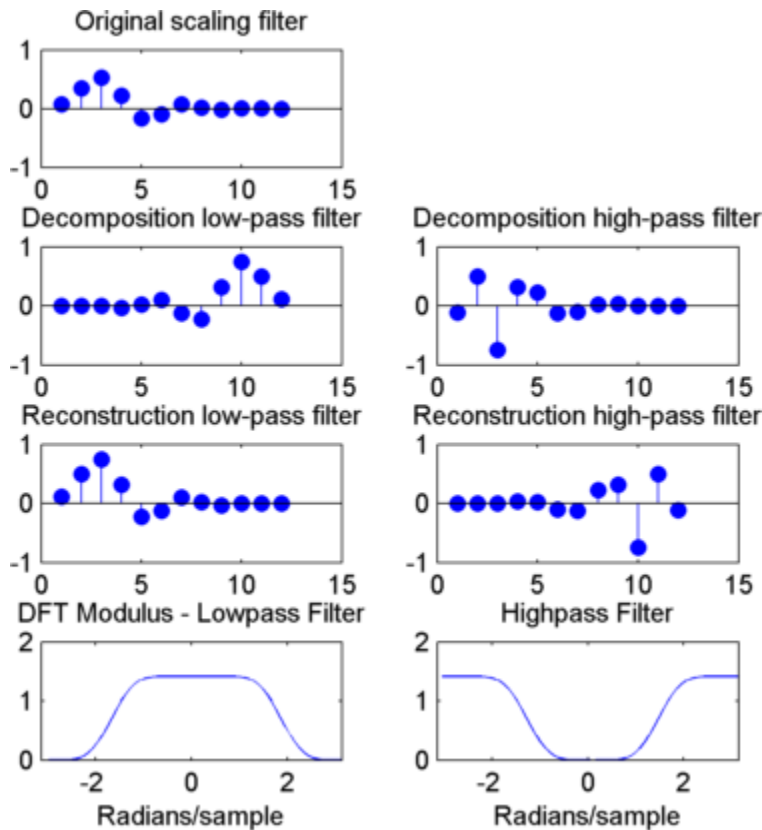 Original scaling filter
1
0
-1
0 5 10 15
Decomposition low-pass filter
1
0
-1
0 5 10 15
Decomposition high-pass filter
1
0
-1
0 5 10 15
Reconstruction low-pass filter
1
0
-1
0 5 10 15
Reconstruction high-pass filter
1
0
-1
0 5 10 15
DFT Modulus - Lowpass Filter
2
1
0
-2 0 2
Radians/sample
Highpass Filter
2
1
0
-2 0 2
Radians/sample